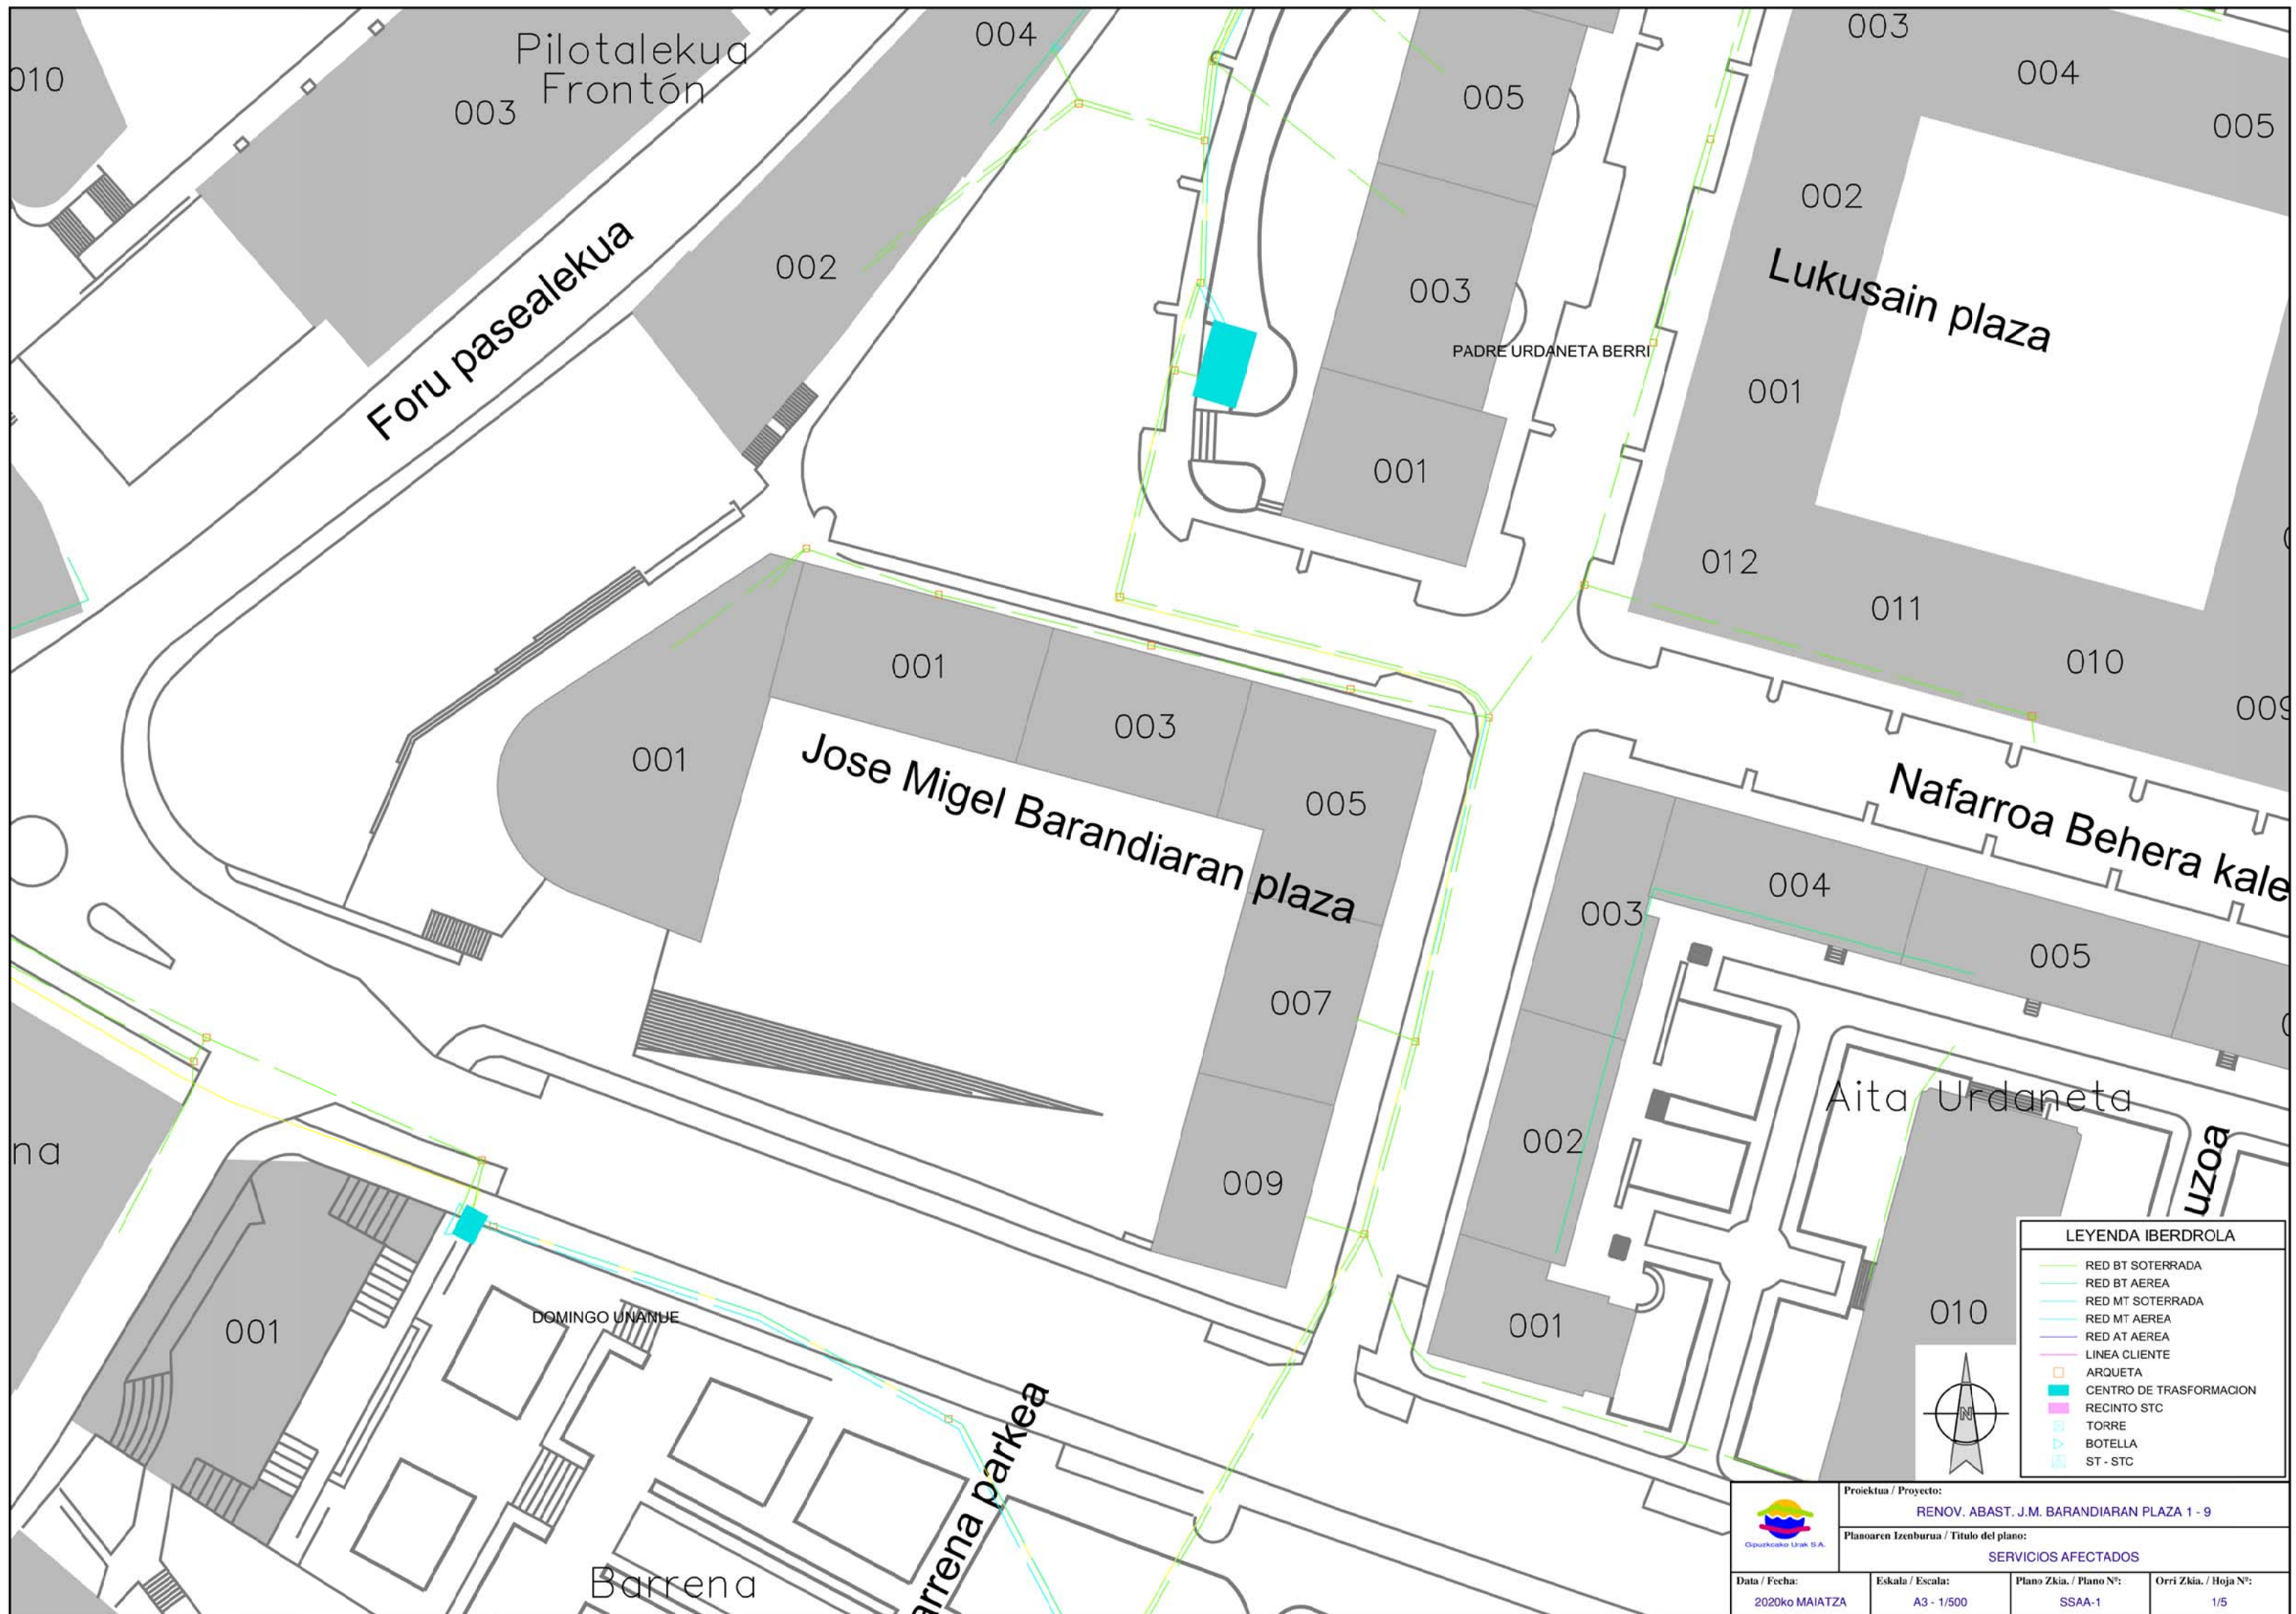 010
Pilotalekua
Frontón
003
004
005
003
004
005
002
Foru pasealekua
002
003
PADRE URDANETA BERRI
Lukusain plaza
001
001
012
011
010
009
001
003
001
Jose Migel Barandiaran plaza
005
Nafarroa Behera kale
003
004
005
007
Aita Urdaneta
002
009
na
uzoa
001
DOMINGO UNANUE
001
010
arrena parkea
Barrena
LEYENDA IBERDROLA
RED BT SOTERRADA
RED BT AEREA
RED MT SOTERRADA
RED MT AEREA
RED AT AEREA
LINEA CLIENTE
ARQUETA
CENTRO DE TRASFORMACION
RECINTO STC
TORRE
BOTELLA
ST - STC
N
Gipuzkoako Urak S.A.
Proiektua / Proyecto:
RENOV. ABAST. J.M. BARANDIARAN PLAZA 1 - 9
Planoaren Izenburua / Titulo del plano:
SERVICIOS AFECTADOS
Data / Fecha:
2020ko MAIATZA
Eskala / Escala:
A3 - 1/500
Plano Zkia. / Plano Nº:
SSAA-1
Orri Zkia. / Hoja Nº:
1/5